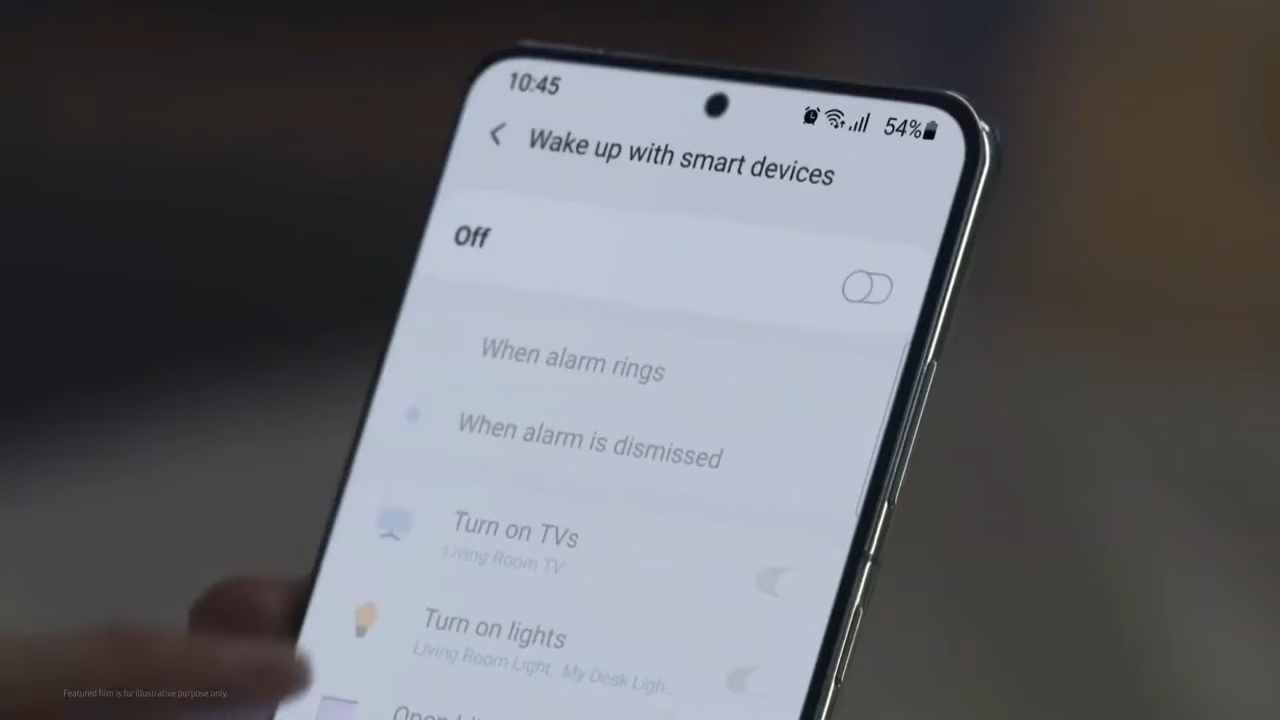 10:45
54%
Wake up with smart devices
Off
When alarm rings
When alarm is dismissed
Turn on TVs
Living Room TV
Turn on lights
Living Room Light, My Desk Ligh...
Open
Featured film is for illustrative purpose only.